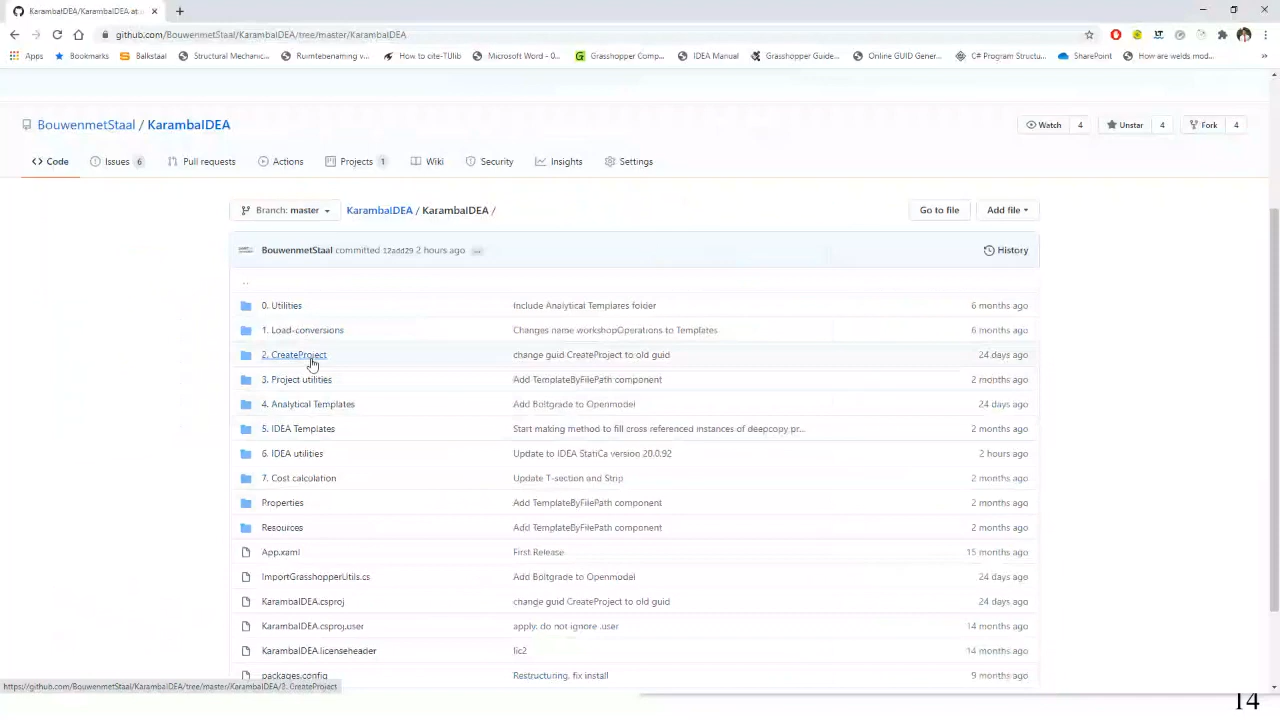 KarambaIDEA/KarambaIDEA at
github.com/BouwenmetStaal/KarambaIDEA/tree/master/KarambaIDEA
Apps Bookmarks Balkstaal Structural Mechanic... Ruimtebenaming v... How to cite-TUlib Microsoft Word - 0... Grasshopper Comp... IDEA Manual Grasshopper Guide... Online GUID Gener... C# Program Structu... SharePoint How are welds mod...
BouwenmetStaal / KarambaIDEA
Watch 4 Unstar 4 Fork 4
Code Issues 6 Pull requests Actions Projects 1 Wiki Security Insights Settings
Branch: master KarambaIDEA / KarambaIDEA / Go to file Add file
BouwenmetStaal committed 12add29 2 hours ago ... History
..
0. Utilities Include Analytical Templates folder 6 months ago
1. Load-conversions Changes name workshopOperations to Templates 6 months ago
2. CreateProject change guid CreateProject to old guid 24 days ago
3. Project utilities Add TemplateByFilePath component 2 months ago
4. Analytical Templates Add Boltgrade to Openmodel 24 days ago
5. IDEA Templates Start making method to fill cross referenced instances of deepcopy pr... 2 months ago
6. IDEA utilities Update to IDEA StatiCa version 20.0.92 2 hours ago
7. Cost calculation Update T-section and Strip 2 months ago
Properties Add TemplateByFilePath component 2 months ago
Resources Add TemplateByFilePath component 2 months ago
App.xaml First Release 15 months ago
ImportGrasshopperUtils.cs Add Boltgrade to Openmodel 24 days ago
KarambaIDEA.csproj change guid CreateProject to old guid 24 days ago
KarambaIDEA.csproj.user apply. do not ignore .user 14 months ago
KarambaIDEA.licenseheader lic2 14 months ago
packages.config Restructuring, fix install 9 months ago
https://github.com/BouwenmetStaal/KarambaIDEA/tree/master/KarambaIDEA/2. CreateProject
14